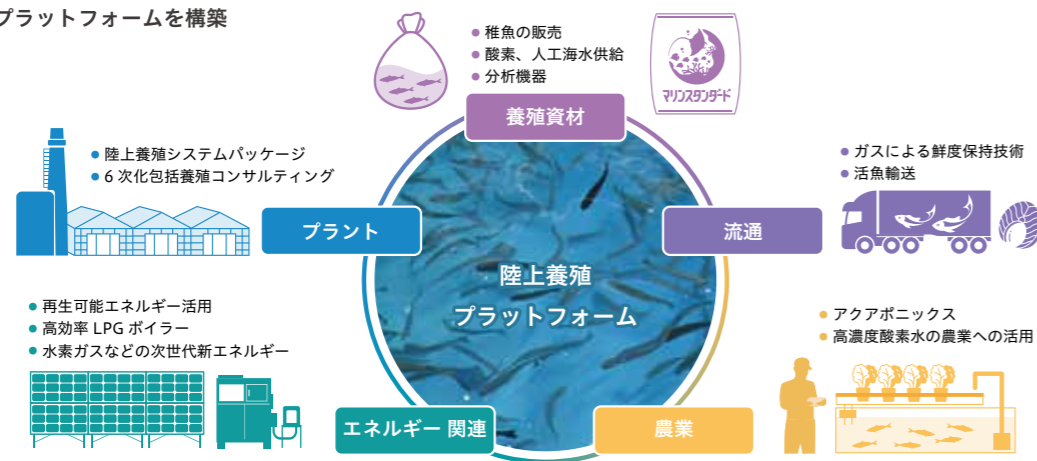 プラットフォームを構築
● 稚魚の販売
● 酸素、人工海水供給
● 分析機器
マリンスタンダード
養殖資材
● 陸上養殖システムパッケージ
● 6 次化包括養殖コンサルティング
プラント
● ガスによる鮮度保持技術
● 活魚輸送
流通
陸上養殖
プラットフォーム
● 再生可能エネルギー活用
● 高効率 LPG ボイラー
● 水素ガスなどの次世代新エネルギー
エネルギー 関連
● アクアポニックス
● 高濃度酸素水の農業への活用
農業